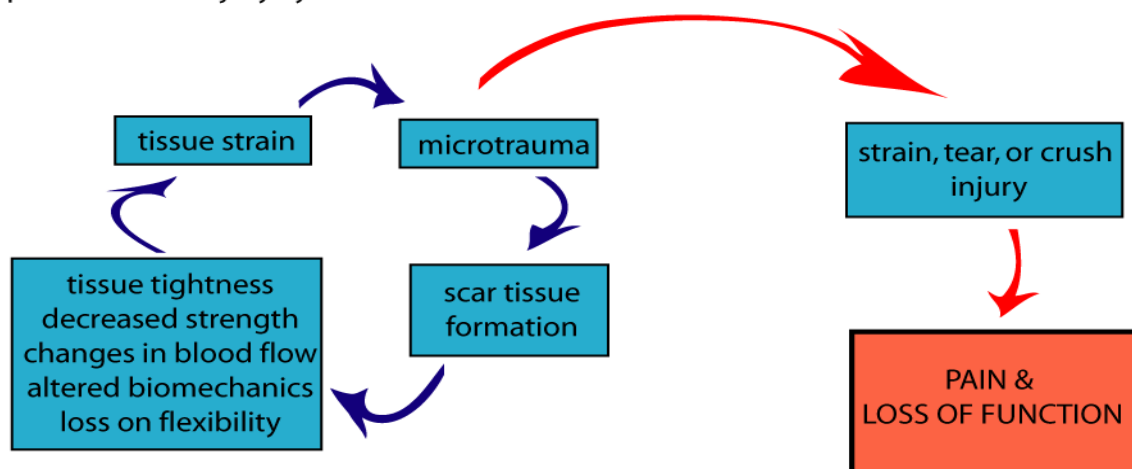 tissue strain
microtrauma
strain, tear, or crush
injury
tissue tightness
decreased strength
changes in blood flow
altered biomechanics
loss on flexibility
scar tissue
formation
PAIN &
LOSS OF FUNCTION